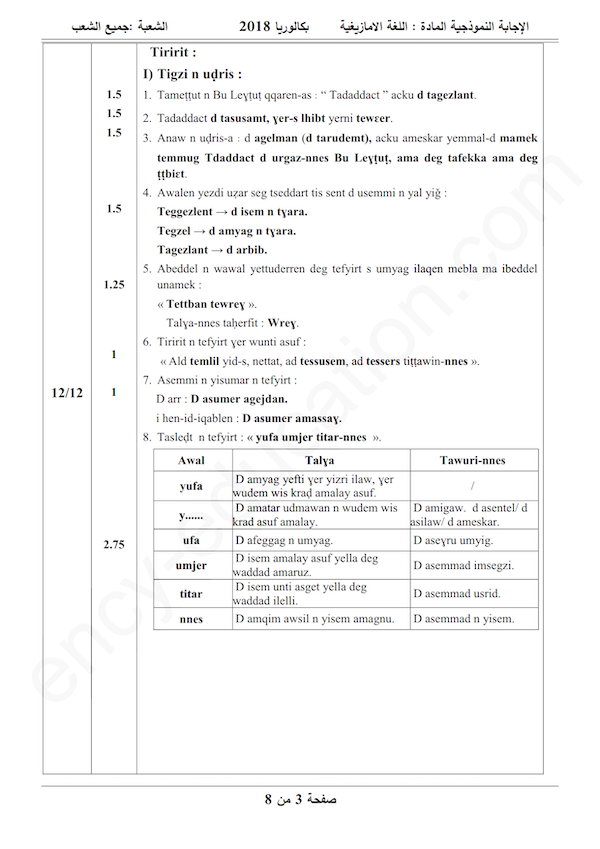 الإجابة النموذجية المادة : اللغة الامازيغية بكالوريا 2018 الشعبة :جميع الشعب
Tiririt :
I) Tigzi n uḍris :
1.5 1. Tameṭṭut n Bu Leɣṭuṭ qqaren-as : “ Tadaddact ” acku d tagezlant.
1.5 2. Tadaddact d tasusamt, ɣer-s lhibt yerni tewɛer.
1.5 3. Anaw n uḍris-a : d agelman (d tarudemt), acku ameskar yemmal-d mamek
temmug Tdaddact d urgaz-nnes Bu Leɣṭuṭ, ama deg tafekka ama deg
ṭṭbiɛt.
4. Awalen yezdi uẓar seg tseddart tis sent d usemmi n yal yiǧ :
1.5 Teggezlent → d isem n tɣara.
Tegzel → d amyag n tɣara.
Tagezlant → d arbib.
5. Abeddel n wawal yettuderren deg tefyirt s umyag ilaqen mebla ma ibeddel
1.25 unamek :
« Tettban tewreɣ ».
Talɣa-nnes taḥerfit : Wreɣ.
6. Tiririt n tefyirt ɣer wunti asuf :
1 « Ald temlil yid-s, nettat, ad tessusem, ad tessers tiṭṭawin-nnes ».
7. Asemmi n yisumar n tefyirt :
12/12 1 D arr : D asumer agejdan.
i hen-id-iqablen : D asumer amassaɣ.
8. Tasleḍt n tefyirt : « yufa umjer titar-nnes ».
Awal Talɣa Tawuri-nnes
yufa D amyag yefti ɣer yizri ilaw, ɣer
wudem wis kraḍ amalay asuf. /
y...... D amatar udmawan n wudem wis
kraḍ asuf amalay. D amigaw. d asentel/ d
asilaw/ d ameskar.
2.75 ufa D afeggag n umyag. D aseɣru umyig.
umjer D isem amalay asuf yella deg
waddad amaruz. D asemmad imsegzi.
titar D isem unti asget yella deg
waddad ilelli. D asemmad usrid.
nnes D amqim awsil n yisem amagnu. D asemmad n yisem.
صفحة 3 من 8
ency-education.com